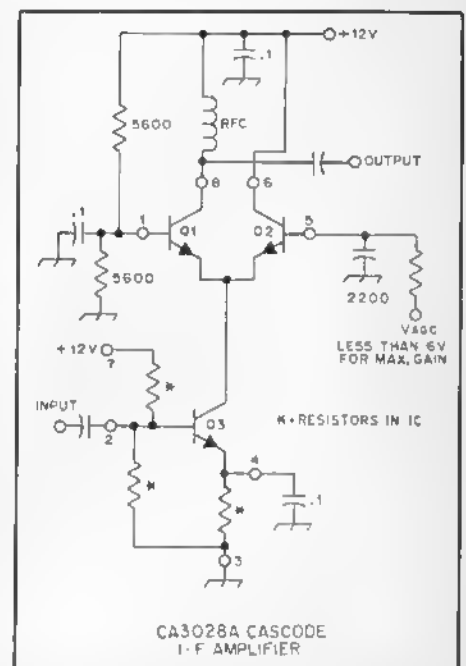 +12V
.1
5600
RFC
OUTPUT
8
6
.1
1
Q1
Q2
5
5600
2200
VAGC
LESS THAN 6V
FOR MAX. GAIN
+12V
7
*
INPUT
*=RESISTORS IN IC
2
Q3
4
*
*
.1
3
CA3028A CASCODE
I-F AMPLIFIER